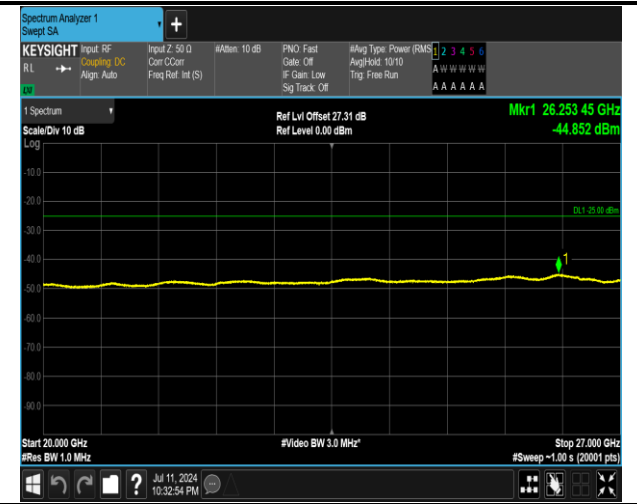 Spectrum Analyzer 1
Swept SA
+
KEYSIGHT
RL
Input: RF
Coupling: DC
Align: Auto
Input Z: 50 Ω
Corr CCorr
Freq Ref: Int (S)
#Atten: 10 dB
PNO: Fast
Gate: Off
IF Gain: Low
Sig Track: Off
#Avg Type: Power (RMS
Avg|Hold: 10/10
Trig: Free Run
1 2 3 4 5 6
A W W W W W
A A A A A A
1 Spectrum
Scale/Div 10 dB
Log
Ref Lvl Offset 27.31 dB
Ref Level 0.00 dBm
Mkr1 26.253 45 GHz
-44.852 dBm
-10.0
-20.0
DL1 -25.00 dBm
-30.0
-40.0
1
-50.0
-60.0
-70.0
-80.0
-90.0
Start 20.000 GHz
#Res BW 1.0 MHz
#Video BW 3.0 MHz*
Stop 27.000 GHz
#Sweep ~1.00 s (20001 pts)
?
Jul 11, 2024
10:32:54 PM